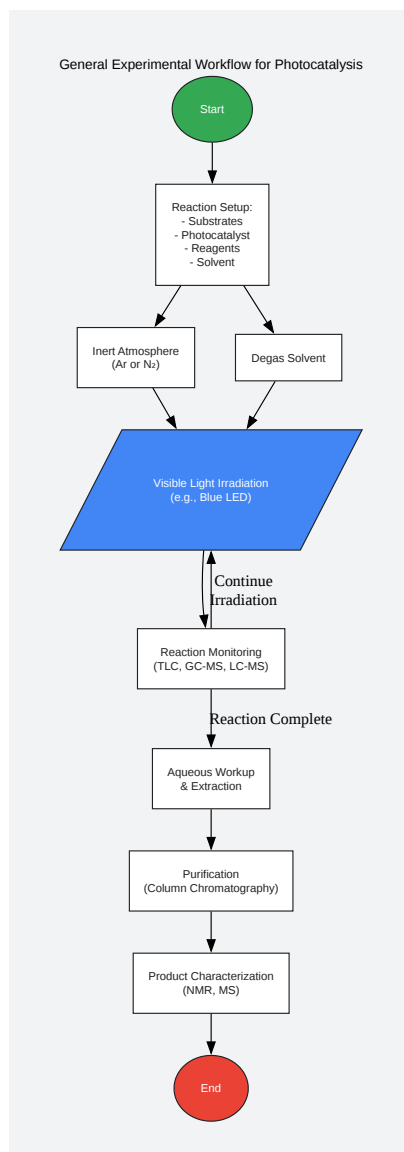 General Experimental Workflow for Photocatalysis
Start
Reaction Setup:
- Substrates
- Photocatalyst
- Reagents
- Solvent
Inert Atmosphere
(Ar or N₂)
Degas Solvent
Visible Light Irradiation
(e.g., Blue LED)
Continue
Irradiation
Reaction Monitoring
(TLC, GC-MS, LC-MS)
Reaction Complete
Aqueous Workup
& Extraction
Purification
(Column Chromatography)
Product Characterization
(NMR, MS)
End